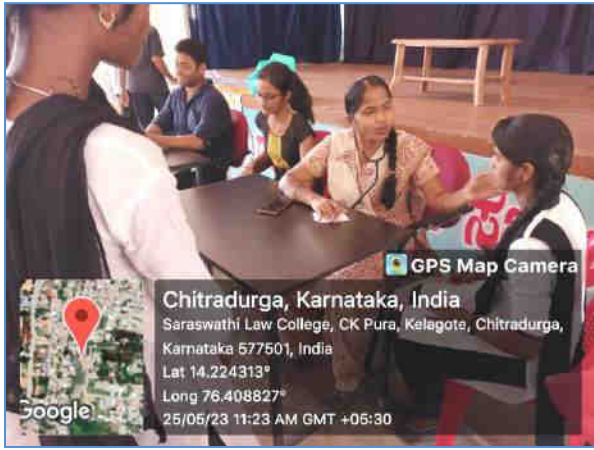 GPS Map Camera
Chitradurga, Karnataka, India
Saraswathi Law College, CK Pura, Kelagote, Chitradurga,
Karnataka 577501, India
Lat 14.224313°
Long 76.408827°
25/05/23 11:23 AM GMT +05:30
Google